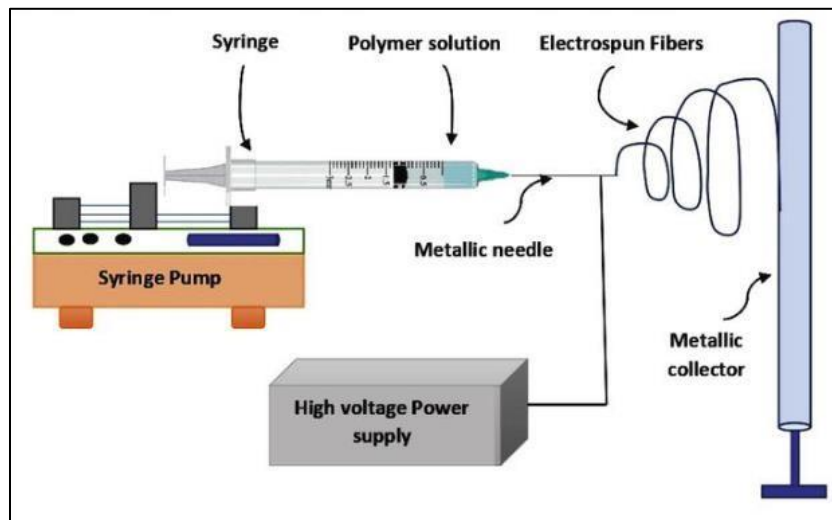 Syringe
Polymer solution
Electrospun Fibers
Metallic needle
Syringe Pump
Metallic
collector
High voltage Power
supply